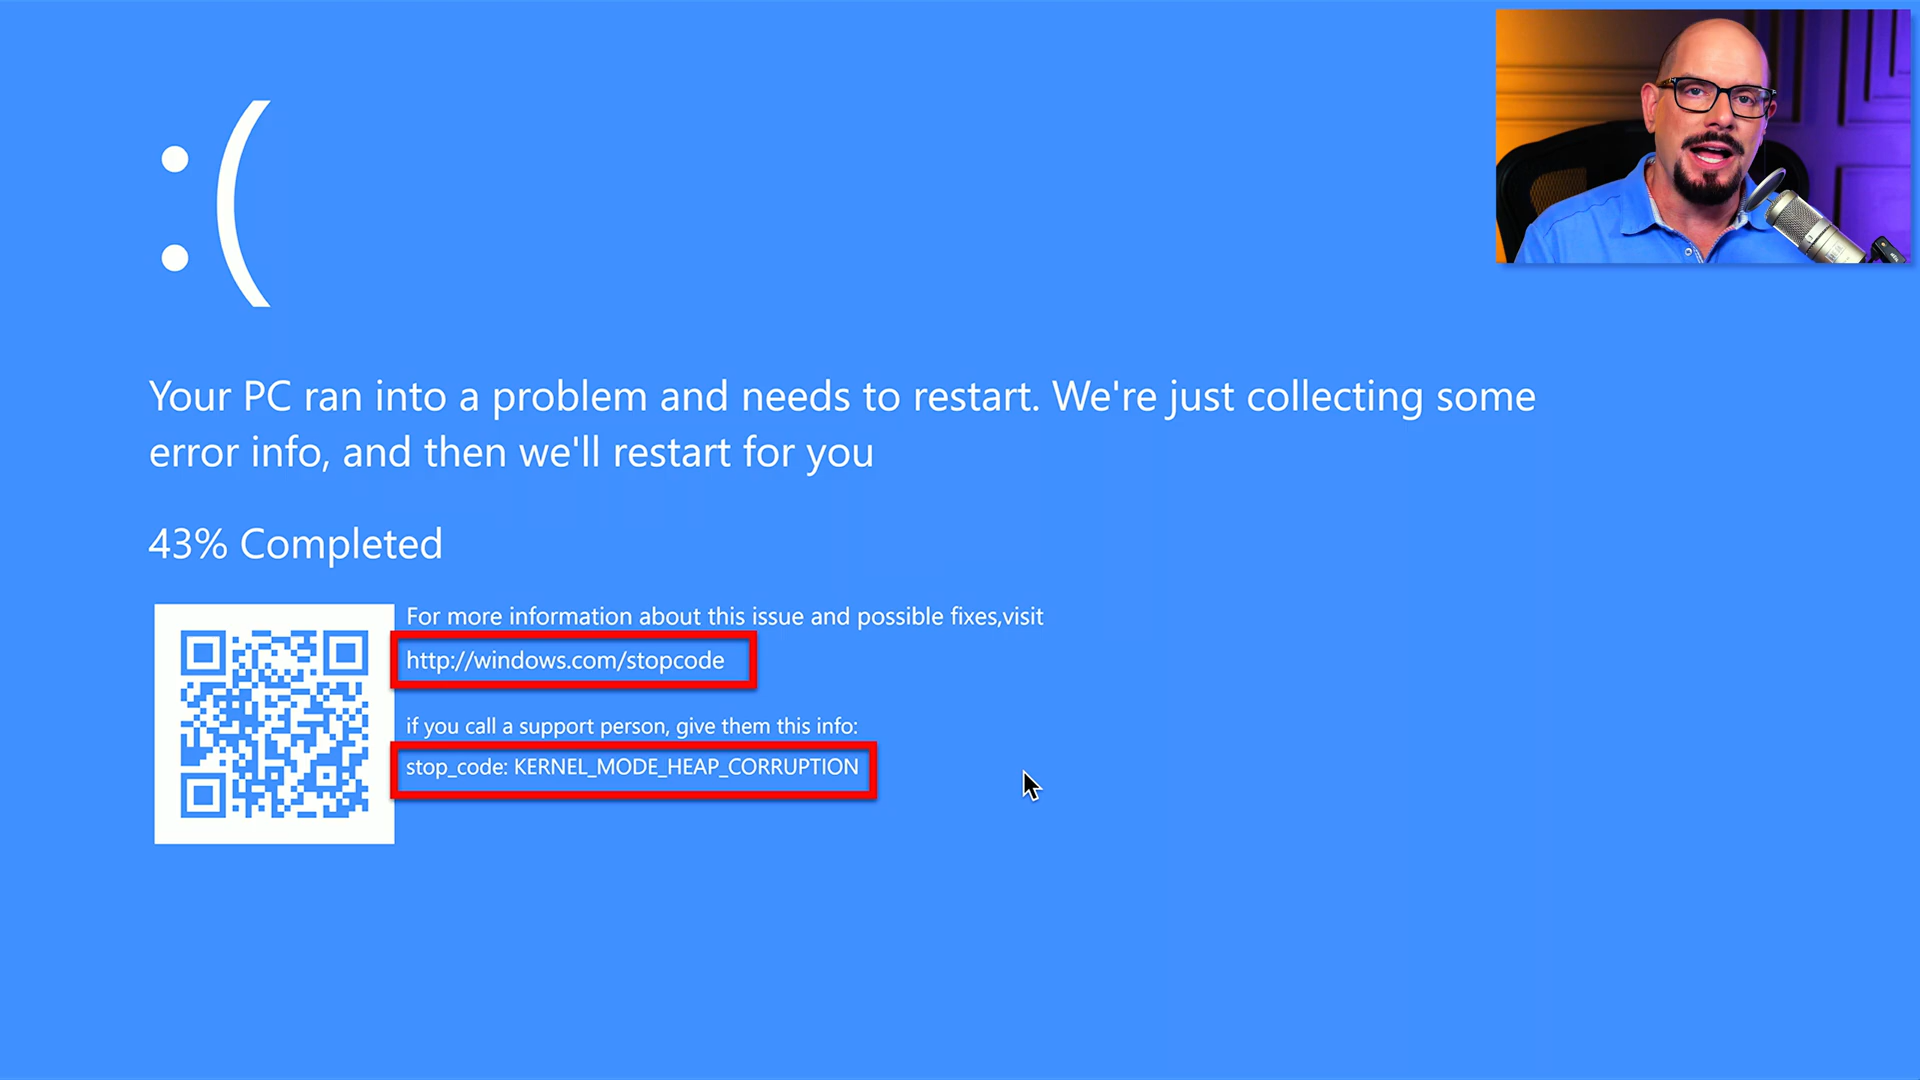 :(
Your PC ran into a problem and needs to restart. We're just collecting some
error info, and then we'll restart for you
43% Completed
For more information about this issue and possible fixes,visit
http://windows.com/stopcode
if you call a support person, give them this info:
stop_code: KERNEL_MODE_HEAP_CORRUPTION